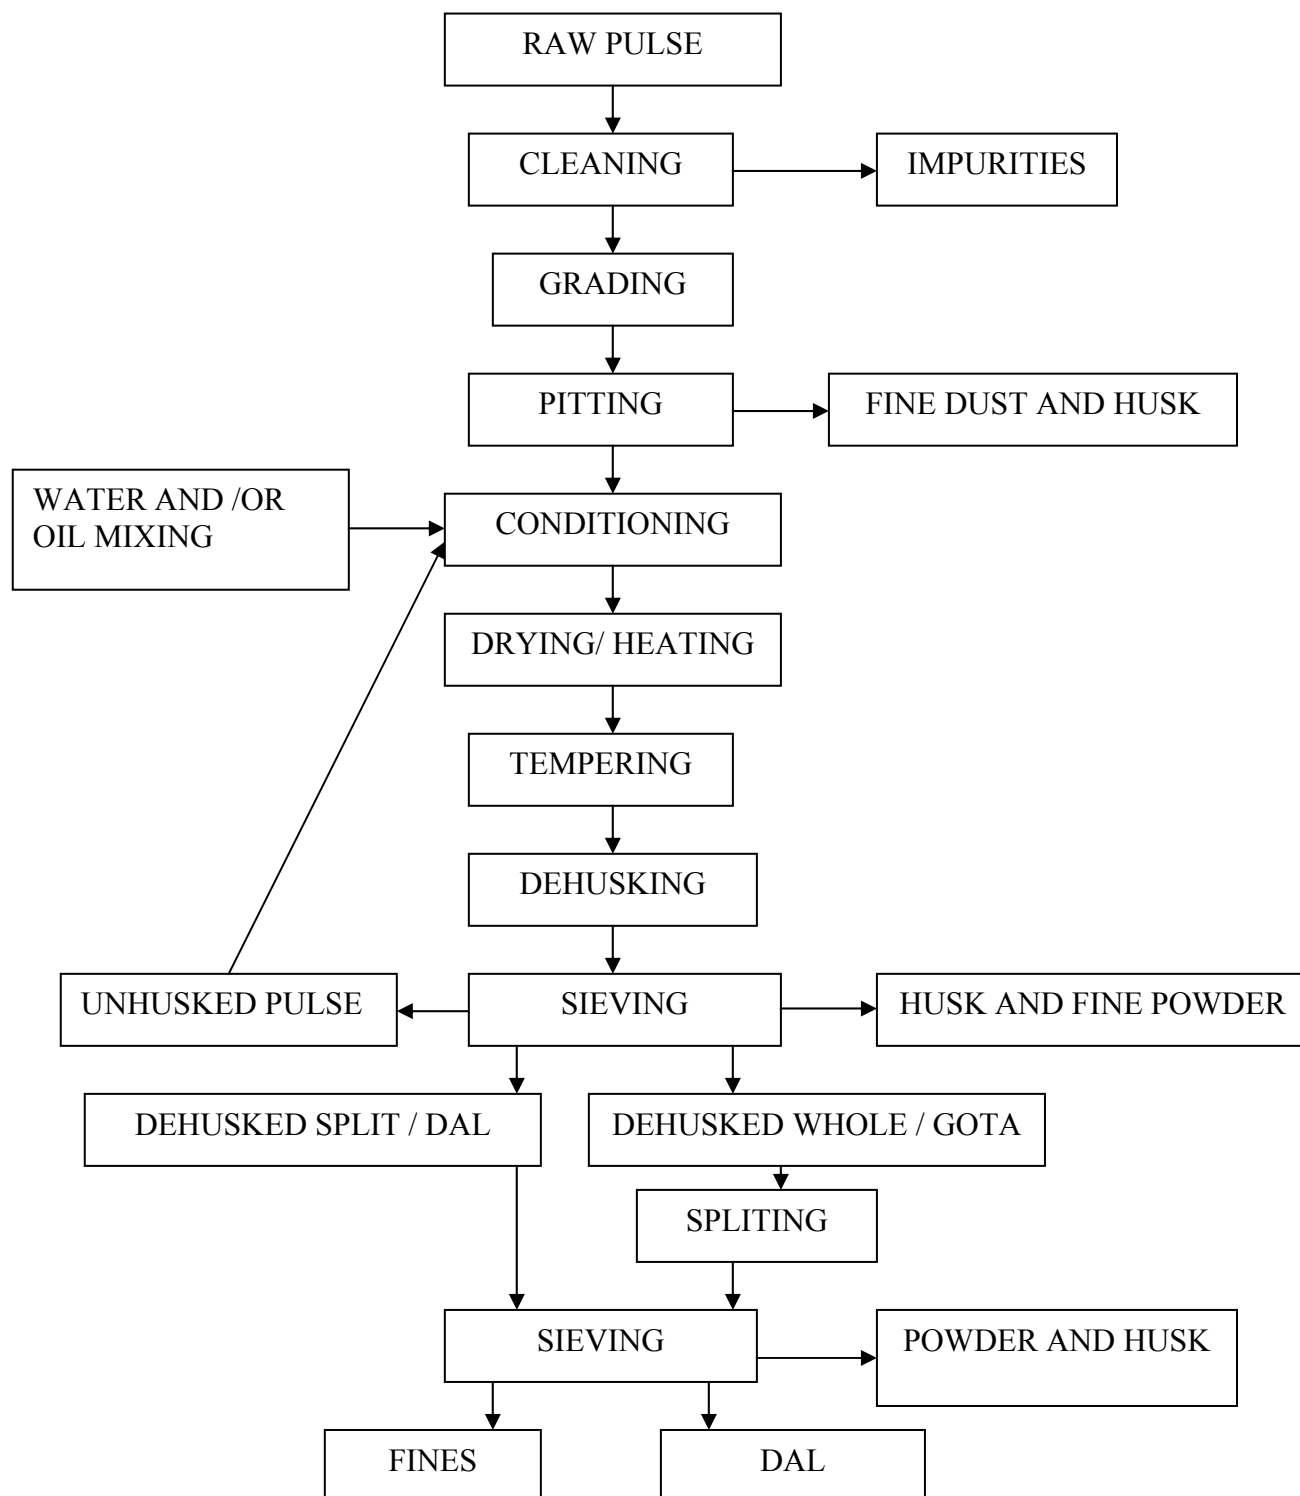 RAW PULSE
CLEANING
IMPURITIES
GRADING
PITTING
FINE DUST AND HUSK
WATER AND /OR
OIL MIXING
CONDITIONING
DRYING/ HEATING
TEMPERING
DEHUSKING
UNHUSKED PULSE
SIEVING
HUSK AND FINE POWDER
DEHUSKED SPLIT / DAL
DEHUSKED WHOLE / GOTA
SPLITING
SIEVING
POWDER AND HUSK
FINES
DAL